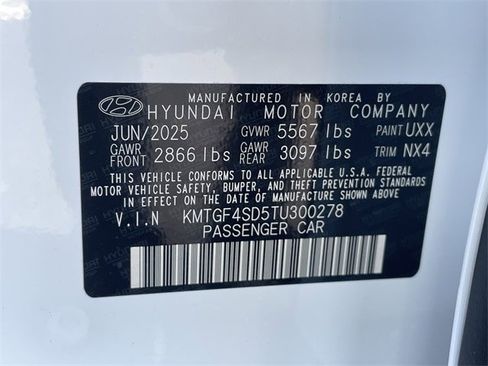 MANUFACTURED IN KOREA BY
HYUNDAI MOTOR COMPANY
JUN/2025 GVWR 5567 lbs PAINT UXX
GAWR FRONT 2866 lbs GAWR REAR 3097 lbs TRIM NX4
THIS VEHICLE CONFORMS TO ALL APPLICABLE U.S.A. FEDERAL
MOTOR VEHICLE SAFETY, BUMPER, AND THEFT PREVENTION STANDARDS
IN EFFECT ON THE DATE OF MANUFACTURE SHOWN ABOVE.
V.I.N KMTGF4SD5TU300278
PASSENGER CAR